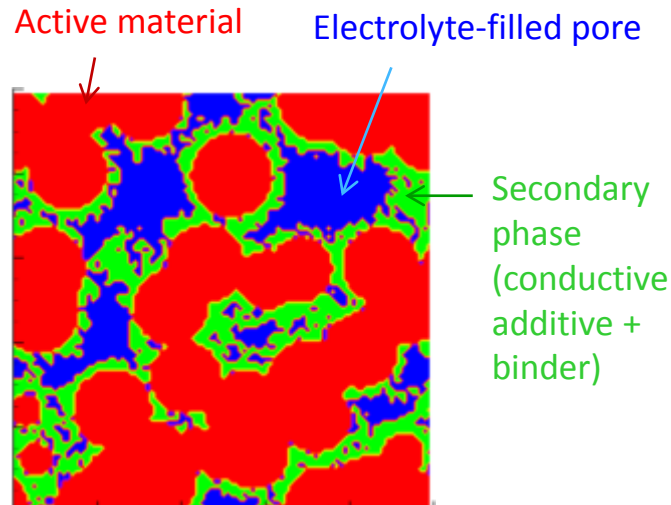 Active material
Electrolyte-filled pore
Secondary
phase
(conductive
additive +
binder)